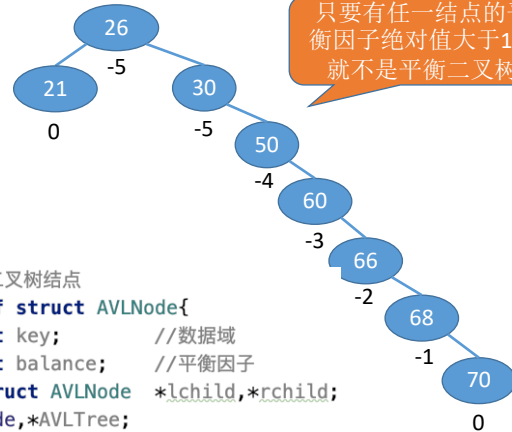 26
-5
21
0
30
-5
50
-4
60
-3
66
-2
68
-1
70
0
只要有任一结点的
衡因子绝对值大于1
就不是平衡二叉树
叉树结点
struct AVLNode{
key; //数据域
balance; //平衡因子
ruct AVLNode *lchild,*rchild;
de,*AVLTree;